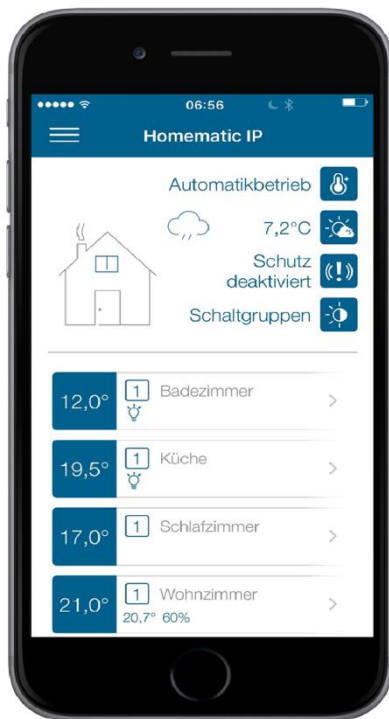 06:56
Homematic IP
Automatikbetrieb
7,2°C
Schutz
deaktiviert
Schaltgruppen
12,0° 1 Badezimmer
19,5° 1 Küche
17,0° 1 Schlafzimmer
21,0° 1 Wohnzimmer
20,7° 60%